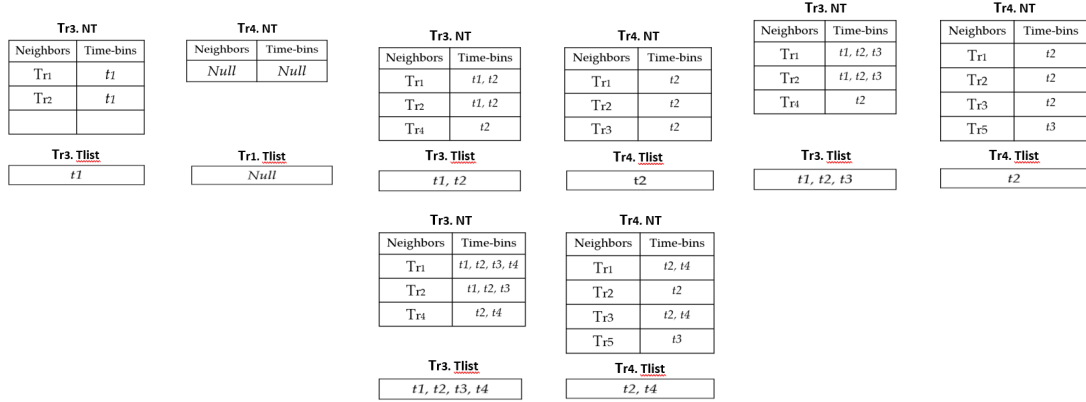 Tr3. NT
Neighbors Time-bins
Tr1 t1
Tr2 t1
Tr3. Tlist
t1
Tr4. NT
Neighbors Time-bins
Null Null
Tr1. Tlist
Null
Tr3. NT
Neighbors Time-bins
Tr1 t1, t2
Tr2 t1, t2
Tr4 t2
Tr3. Tlist
t1, t2
Tr4. NT
Neighbors Time-bins
Tr1 t2
Tr2 t2
Tr3 t2
Tr4. Tlist
t2
Tr3. NT
Neighbors Time-bins
Tr1 t1, t2, t3
Tr2 t1, t2, t3
Tr4 t2
Tr3. Tlist
t1, t2, t3
Tr4. NT
Neighbors Time-bins
Tr1 t2
Tr2 t2
Tr3 t2
Tr5 t3
Tr4. Tlist
t2
Tr3. NT
Neighbors Time-bins
Tr1 t1, t2, t3, t4
Tr2 t1, t2, t3
Tr4 t2, t4
Tr3. Tlist
t1, t2, t3, t4
Tr4. NT
Neighbors Time-bins
Tr1 t2, t4
Tr2 t2
Tr3 t2, t4
Tr5 t3
Tr4. Tlist
t2, t4